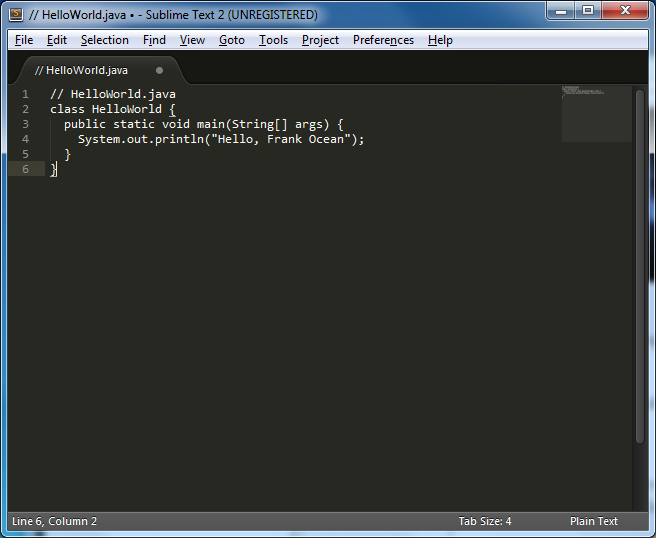 // HelloWorld.java • - Sublime Text 2 (UNREGISTERED)
File Edit Selection Find View Goto Tools Project Preferences Help
// HelloWorld.java
1 // HelloWorld.java
2 class HelloWorld {
3   public static void main(String[] args) {
4     System.out.println("Hello, Frank Ocean");
5   }
6 }
Line 6, Column 2 Tab Size: 4 Plain Text